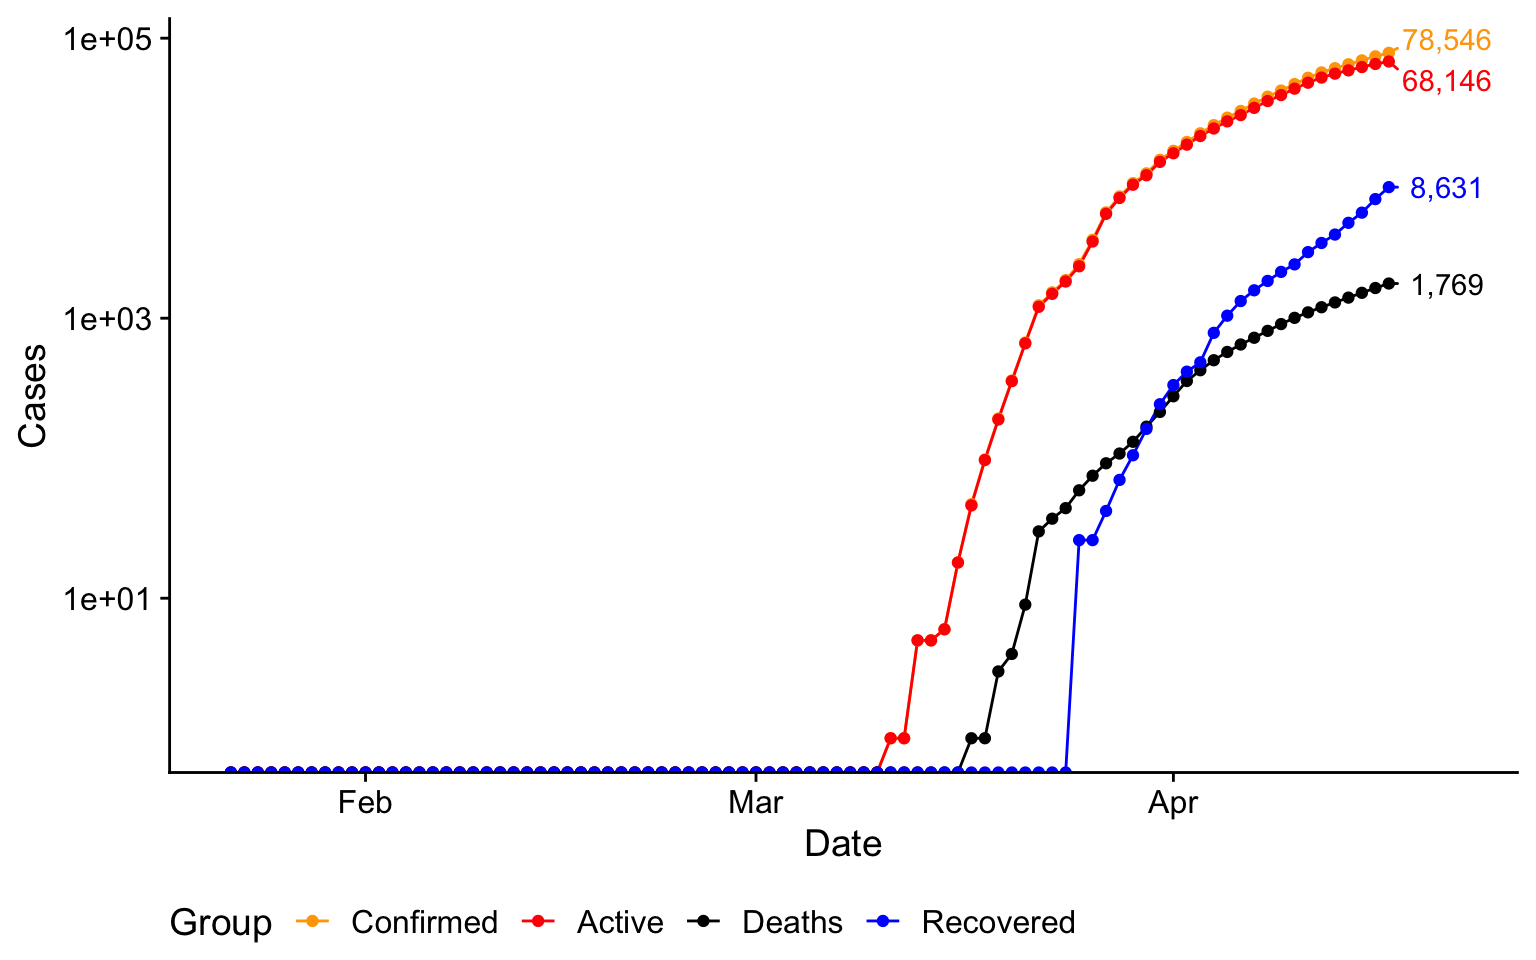 1e+05
1e+03
1e+01
Cases
78,546
68,146
8,631
1,769
Feb Mar Apr
Date
Group Confirmed Active Deaths Recovered